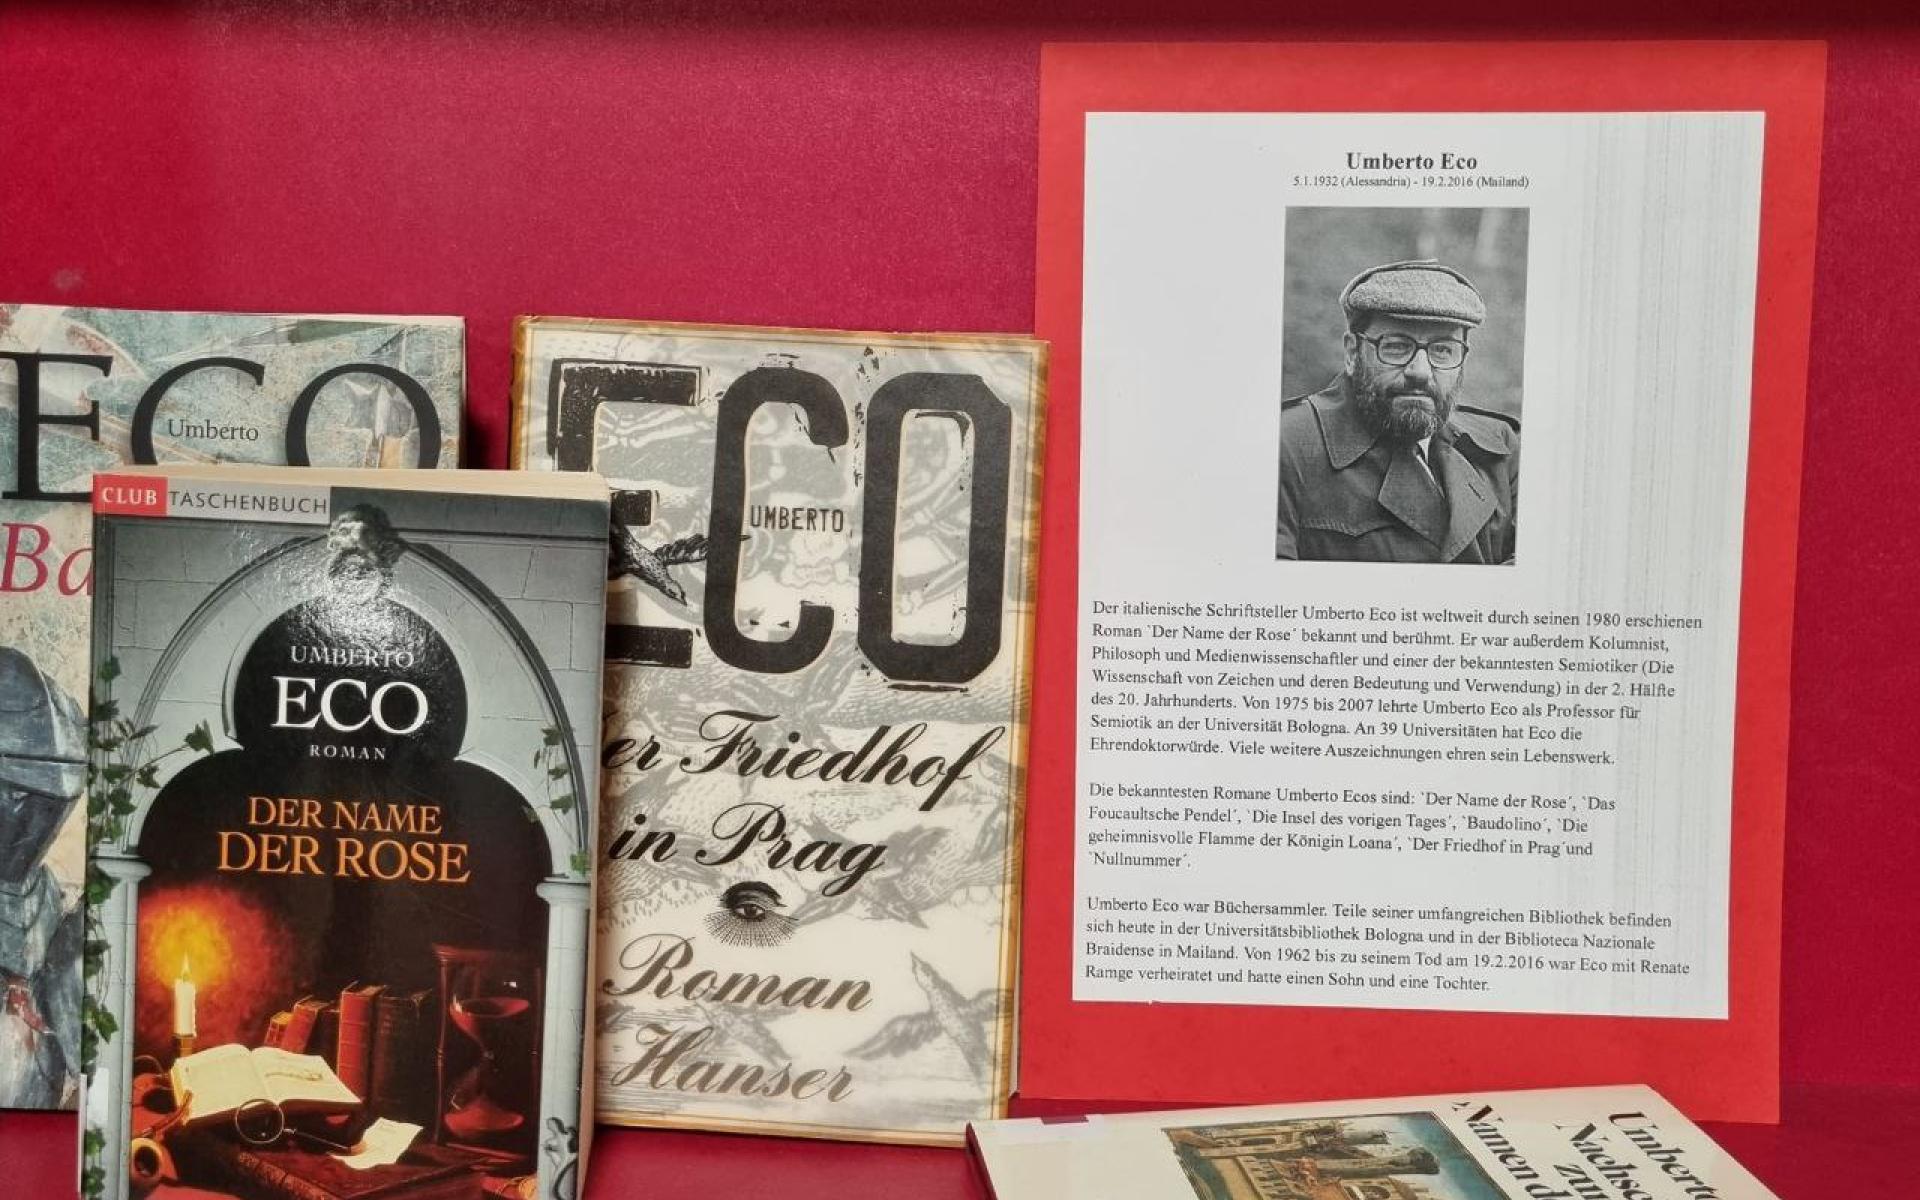 ECO
Umberto
Ba
CLUB TASCHENBUCH
UMBERTO
ECO
ROMAN
DER NAME
DER ROSE
ECO
UMBERTO
er Friedhof
in Prag
Roman
Hanser
Umberto Eco
5.1.1932 (Alessandria) - 19.2.2016 (Mailand)
Der italienische Schriftsteller Umberto Eco ist weltweit durch seinen 1980 erschienen
Roman `Der Name der Rose´ bekannt und berühmt. Er war außerdem Kolumnist,
Philosoph und Medienwissenschaftler und einer der bekanntesten Semiotiker (Die
Wissenschaft von Zeichen und deren Bedeutung und Verwendung) in der 2. Hälfte
des 20. Jahrhunderts. Von 1975 bis 2007 lehrte Umberto Eco als Professor für
Semiotik an der Universität Bologna. An 39 Universitäten hat Eco die
Ehrendoktorwürde. Viele weitere Auszeichnungen ehren sein Lebenswerk.
Die bekanntesten Romane Umberto Ecos sind: `Der Name der Rose´, `Das
Foucaultsche Pendel´, `Die Insel des vorigen Tages´, `Baudolino´, `Die
geheimnisvolle Flamme der Königin Loana´, `Der Friedhof in Prag´und
`Nullnummer´.
Umberto Eco war Büchersammler. Teile seiner umfangreichen Bibliothek befinden
sich heute in der Universitätsbibliothek Bologna und in der Biblioteca Nazionale
Braidense in Mailand. Von 1962 bis zu seinem Tod am 19.2.2016 war Eco mit Renate
Ramge verheiratet und hatte einen Sohn und eine Tochter.
Umberto
Nachsc
zum
›Namen d